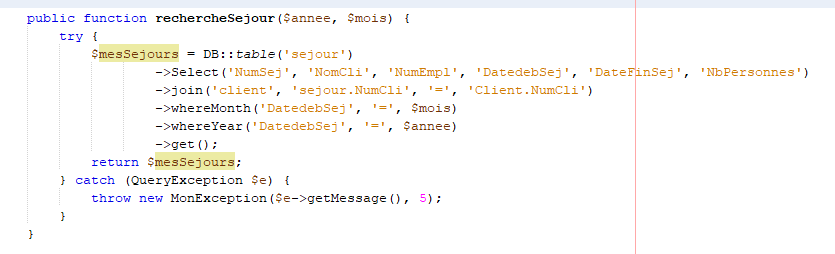 public function rechercheSejour($annee, $mois) {
try {
$mesSejours = DB::table('sejour')
->Select('NumSej', 'NomCli', 'NumEmpl', 'DatedebSej', 'DateFinSej', 'NbPersonnes')
->join('client', 'sejour.NumCli', '=', 'Client.NumCli')
->whereMonth('DatedebSej', '=', $mois)
->whereYear('DatedebSej', '=', $annee)
->get();
return $mesSejours;
} catch (QueryException $e) {
throw new MonException($e->getMessage(), 5);
}
}